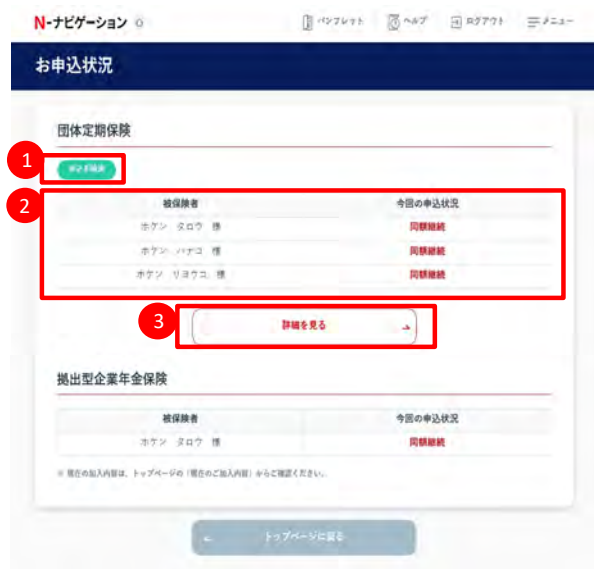 N-ナビゲーション
パンフレット ヘルプ ログアウト メニュー
お申込状況
団体定期保険
1
2
被保険者 今回の申込状況
ホケン タロウ 様 同額継続
ホケン ハナコ 様 同額継続
ホケン リョウコ 様 同額継続
3
詳細を見る
拠出型企業年金保険
被保険者 今回の申込状況
ホケン タロウ 様 同額継続
※ 現在の加入内容は、トップページの「現在のご加入内容」からご確認ください。
トップページに戻る